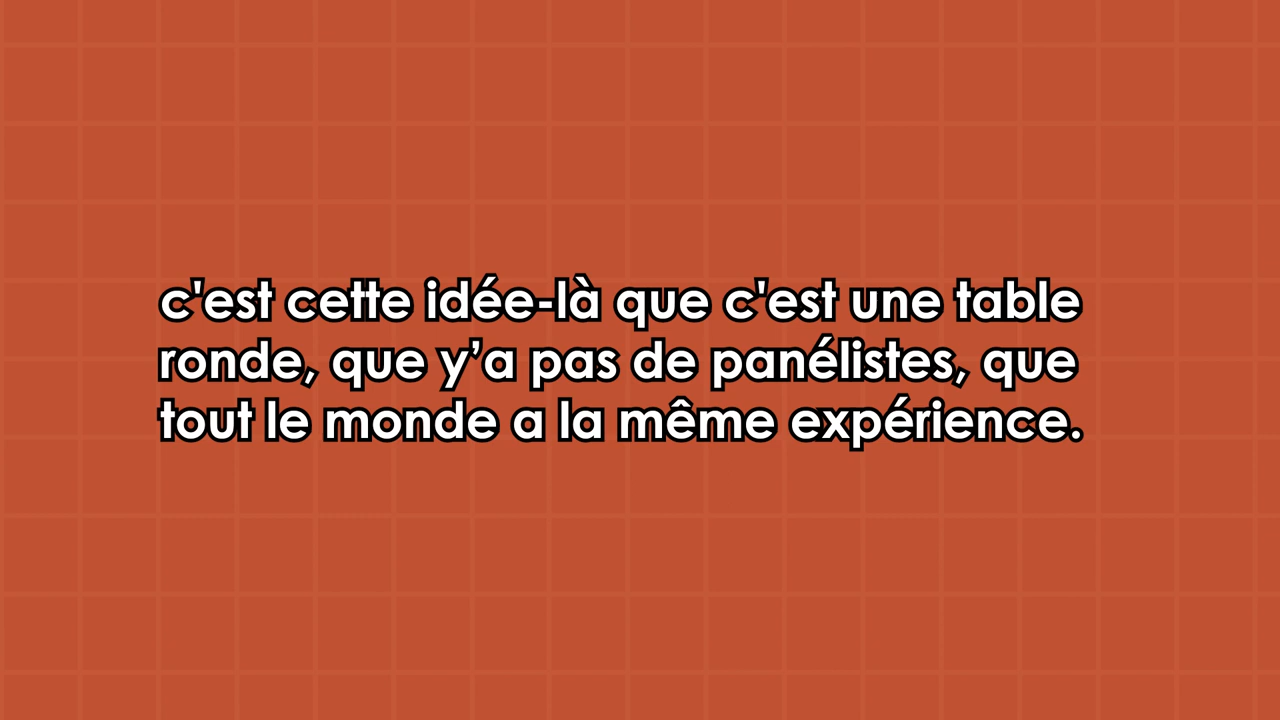 c'est cette idée-là que c'est une table
ronde, que y’a pas de panélistes, que
tout le monde a la même expérience.